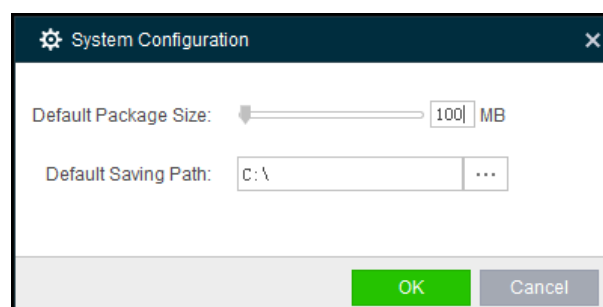 System Configuration
Default Package Size: 100 MB
Default Saving Path: C:\ ...
OK Cancel